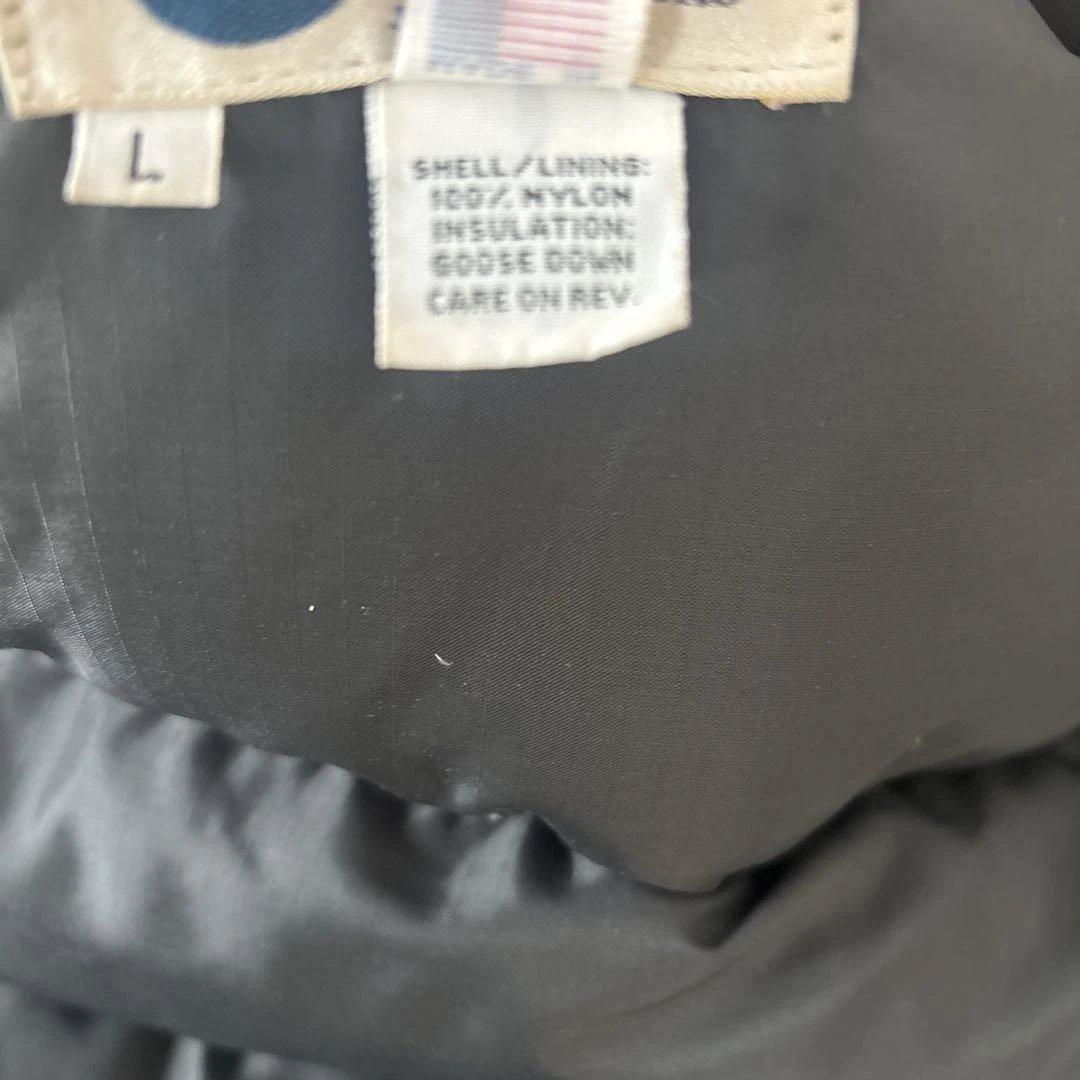 L
SHELL/LINING:
100% NYLON
INSULATION:
GOOSE DOWN
CARE ON REV.